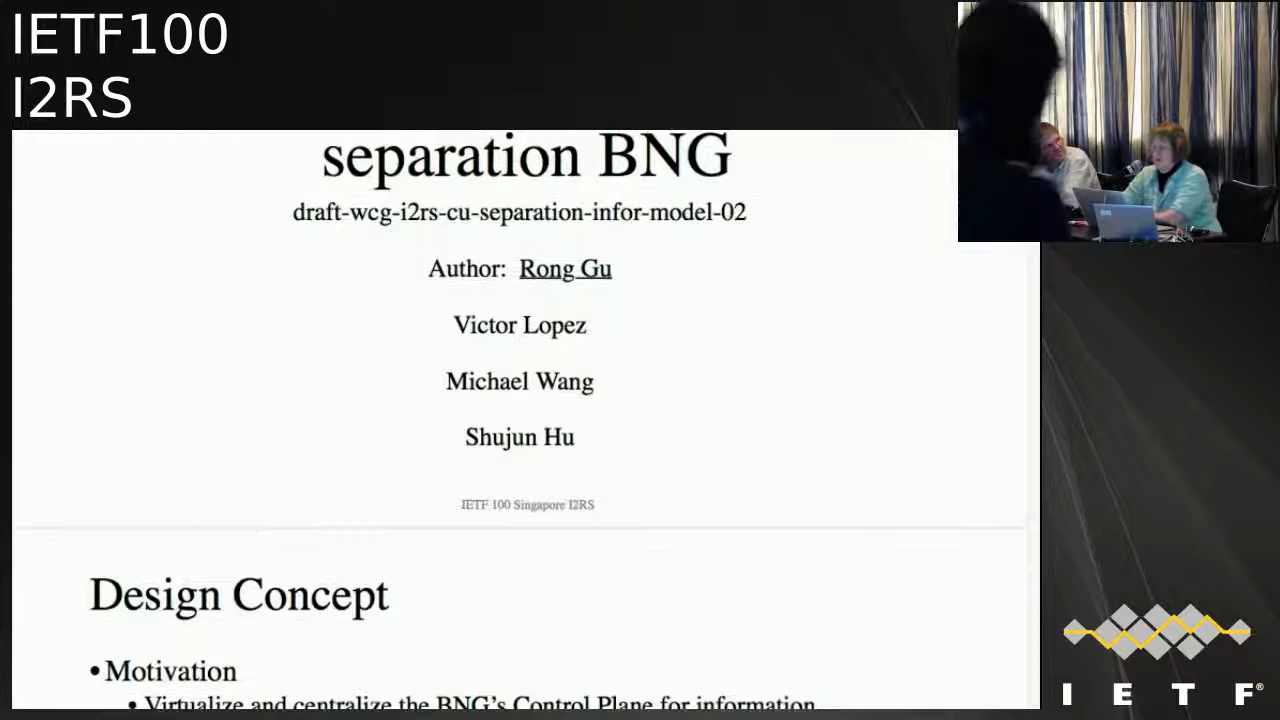 IETF100
I2RS
separation BNG
draft-wcg-i2rs-cu-separation-infor-model-02
Author: Rong Gu
Victor Lopez
Michael Wang
Shujun Hu
IETF 100 Singapore I2RS
Design Concept
• Motivation
• Virtualize and centralize the BNG's Control Plane for information
I E T F®